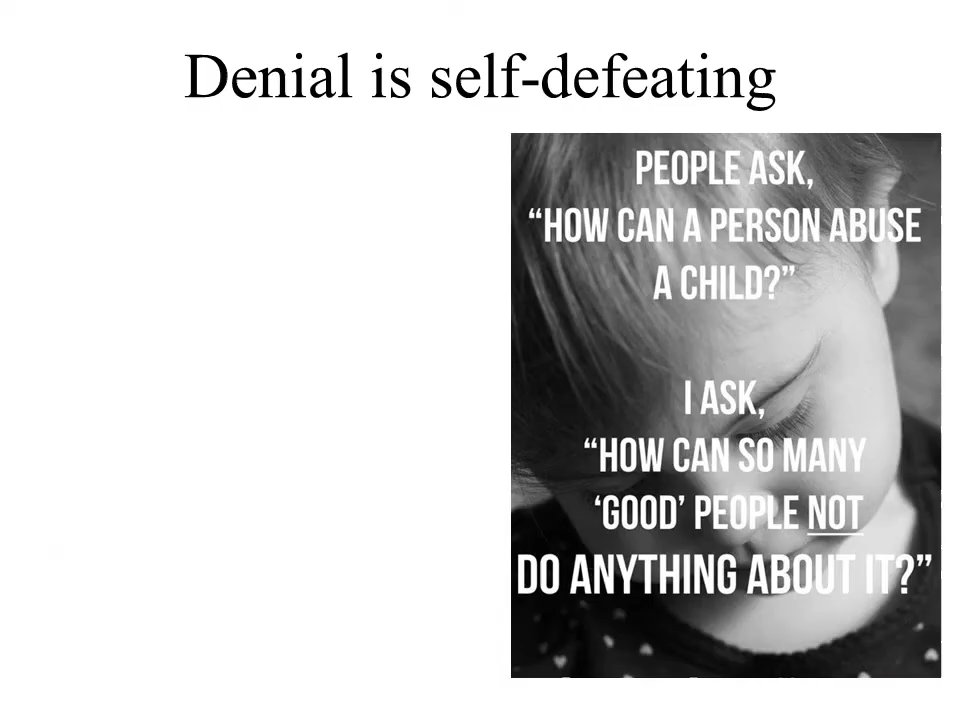 Denial is self-defeating
PEOPLE ASK,
“HOW CAN A PERSON ABUSE
A CHILD?”
I ASK,
“HOW CAN SO MANY
‘GOOD’ PEOPLE NOT
DO ANYTHING ABOUT IT?”